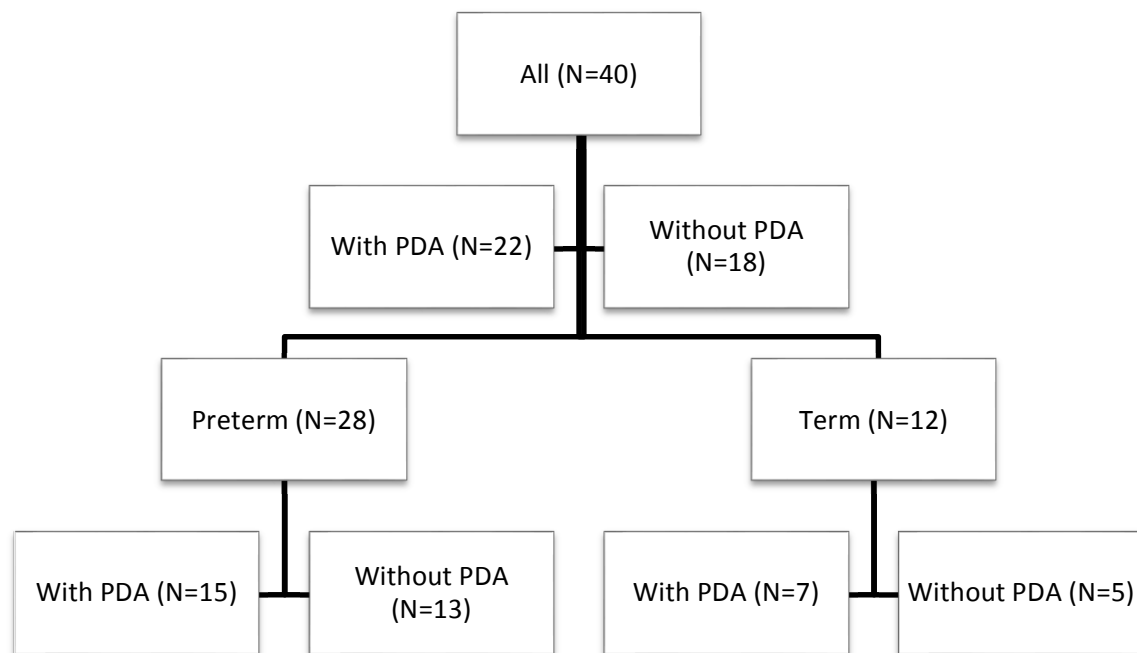 All (N=40)
With PDA (N=22)
Without PDA
(N=18)
Preterm (N=28)
Term (N=12)
With PDA (N=15)
Without PDA
(N=13)
With PDA (N=7)
Without PDA (N=5)